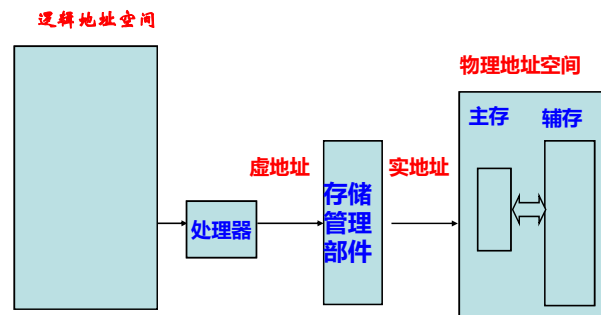 逻辑地址空间
物理地址空间
主存
辅存
虚地址
实地址
存储
管理
部件
处理器